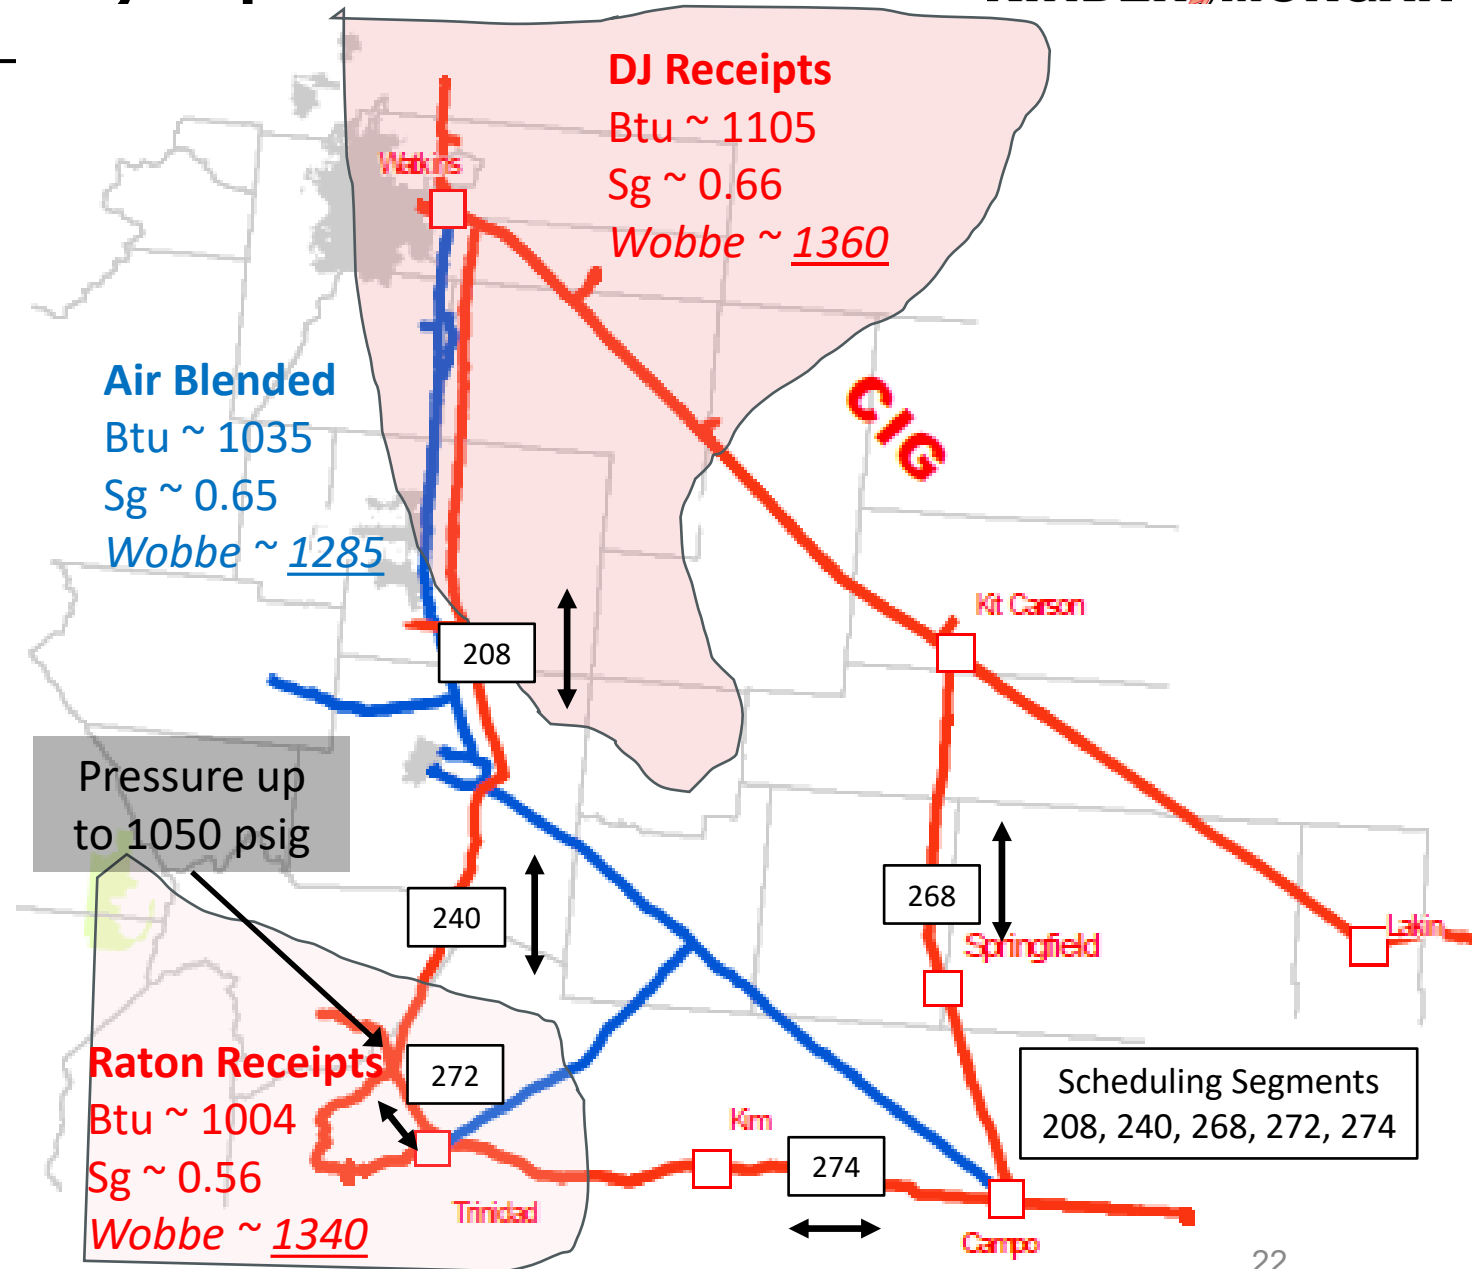 DJ Receipts
Btu ~ 1105
Sg ~ 0.66
Wobbe ~ 1360
Watkins
CIG
Air Blended
Btu ~ 1035
Sg ~ 0.65
Wobbe ~ 1285
Kit Carson
208
Pressure up
to 1050 psig
240
268
Springfield
Lakin
Raton Receipts
Btu ~ 1004
Sg ~ 0.56
Wobbe ~ 1340
272
Scheduling Segments
208, 240, 268, 272, 274
Kim
274
Trinidad
Campo
22